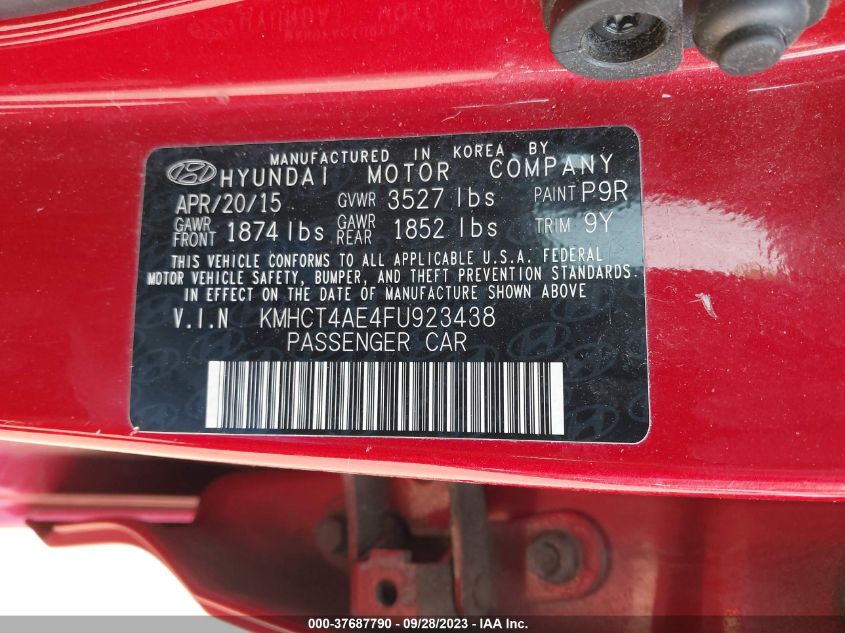 MANUFACTURED IN KOREA BY
HYUNDAI MOTOR COMPANY
APR/20/15 GVWR 3527 lbs PAINT P9R
GAWR FRONT 1874 lbs GAWR REAR 1852 lbs TRIM 9Y
THIS VEHICLE CONFORMS TO ALL APPLICABLE U.S.A. FEDERAL
MOTOR VEHICLE SAFETY, BUMPER, AND THEFT PREVENTION STANDARDS
IN EFFECT ON THE DATE OF MANUFACTURE SHOWN ABOVE
V.I.N KMHCT4AE4FU923438
PASSENGER CAR
000-37687790 - 09/28/2023 - IAA Inc.